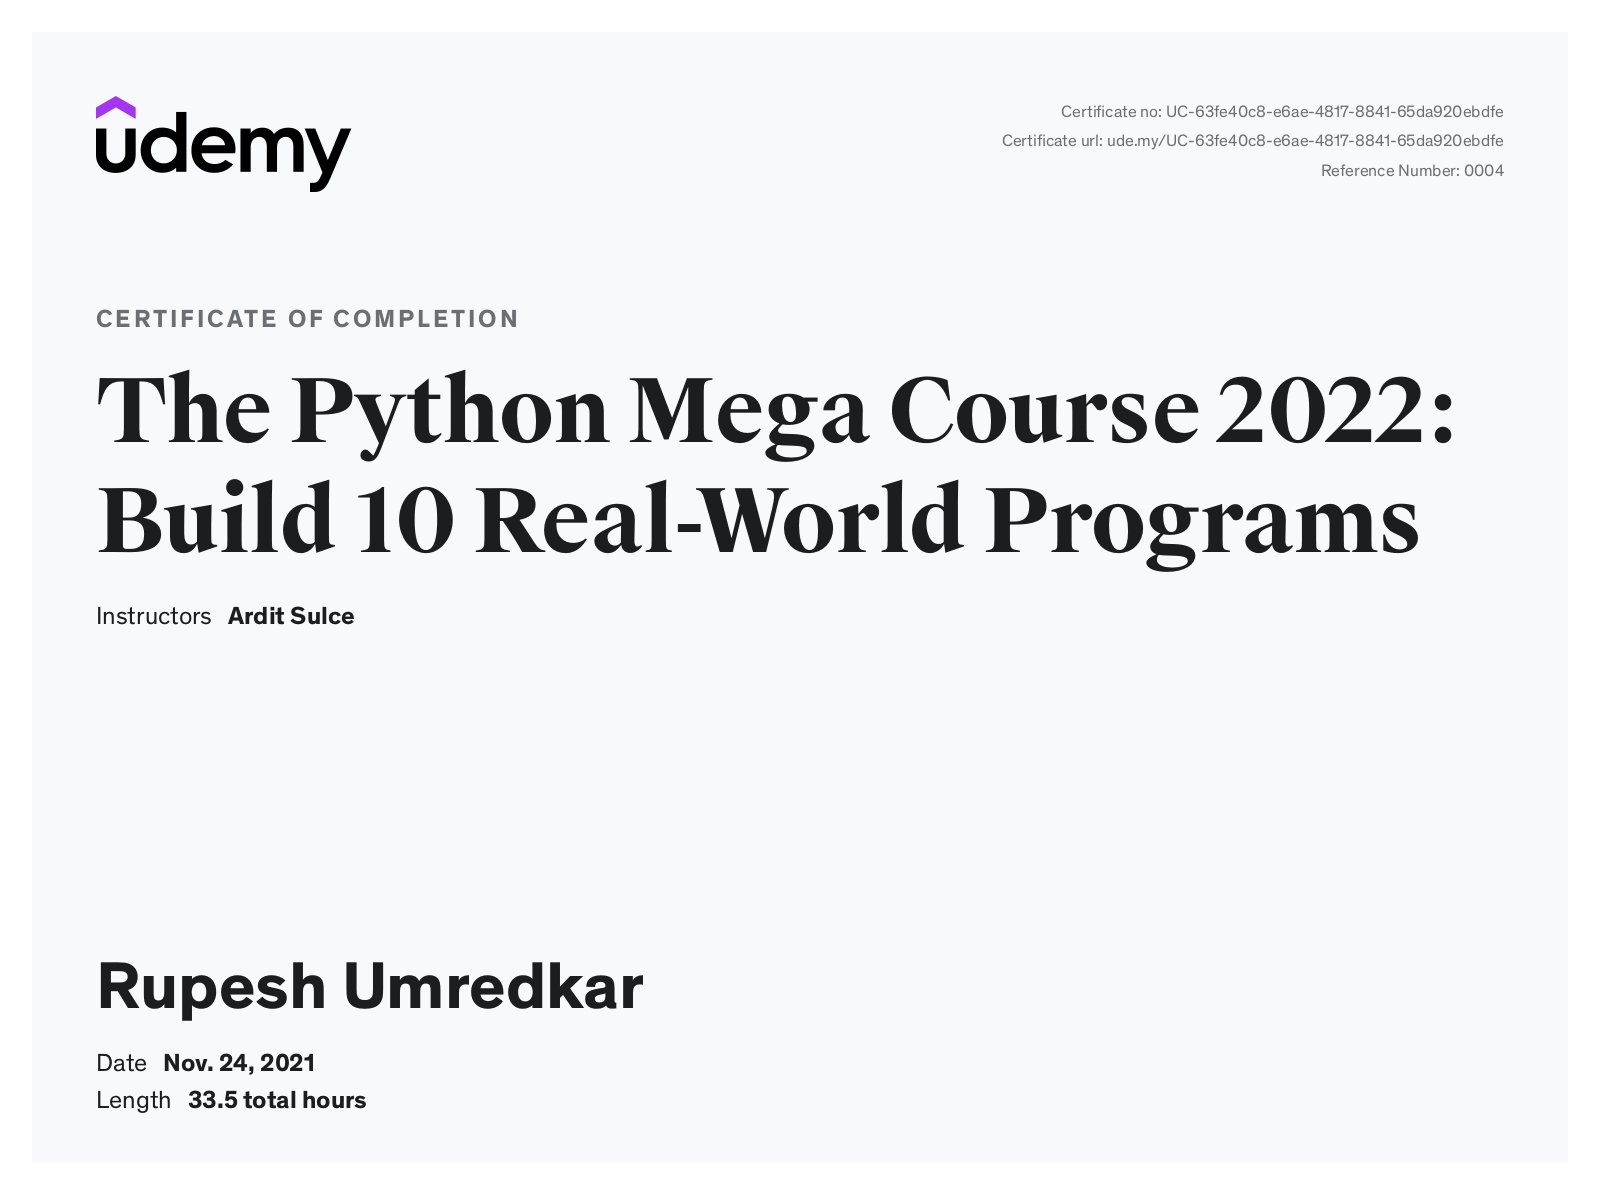 udemy
Certificate no: UC-63fe40c8-e6ae-4817-8841-65da920ebdfe
Certificate url: ude.my/UC-63fe40c8-e6ae-4817-8841-65da920ebdfe
Reference Number: 0004
CERTIFICATE OF COMPLETION
The Python Mega Course 2022:
Build 10 Real-World Programs
Instructors Ardit Sulce
Rupesh Umredkar
Date Nov. 24, 2021
Length 33.5 total hours